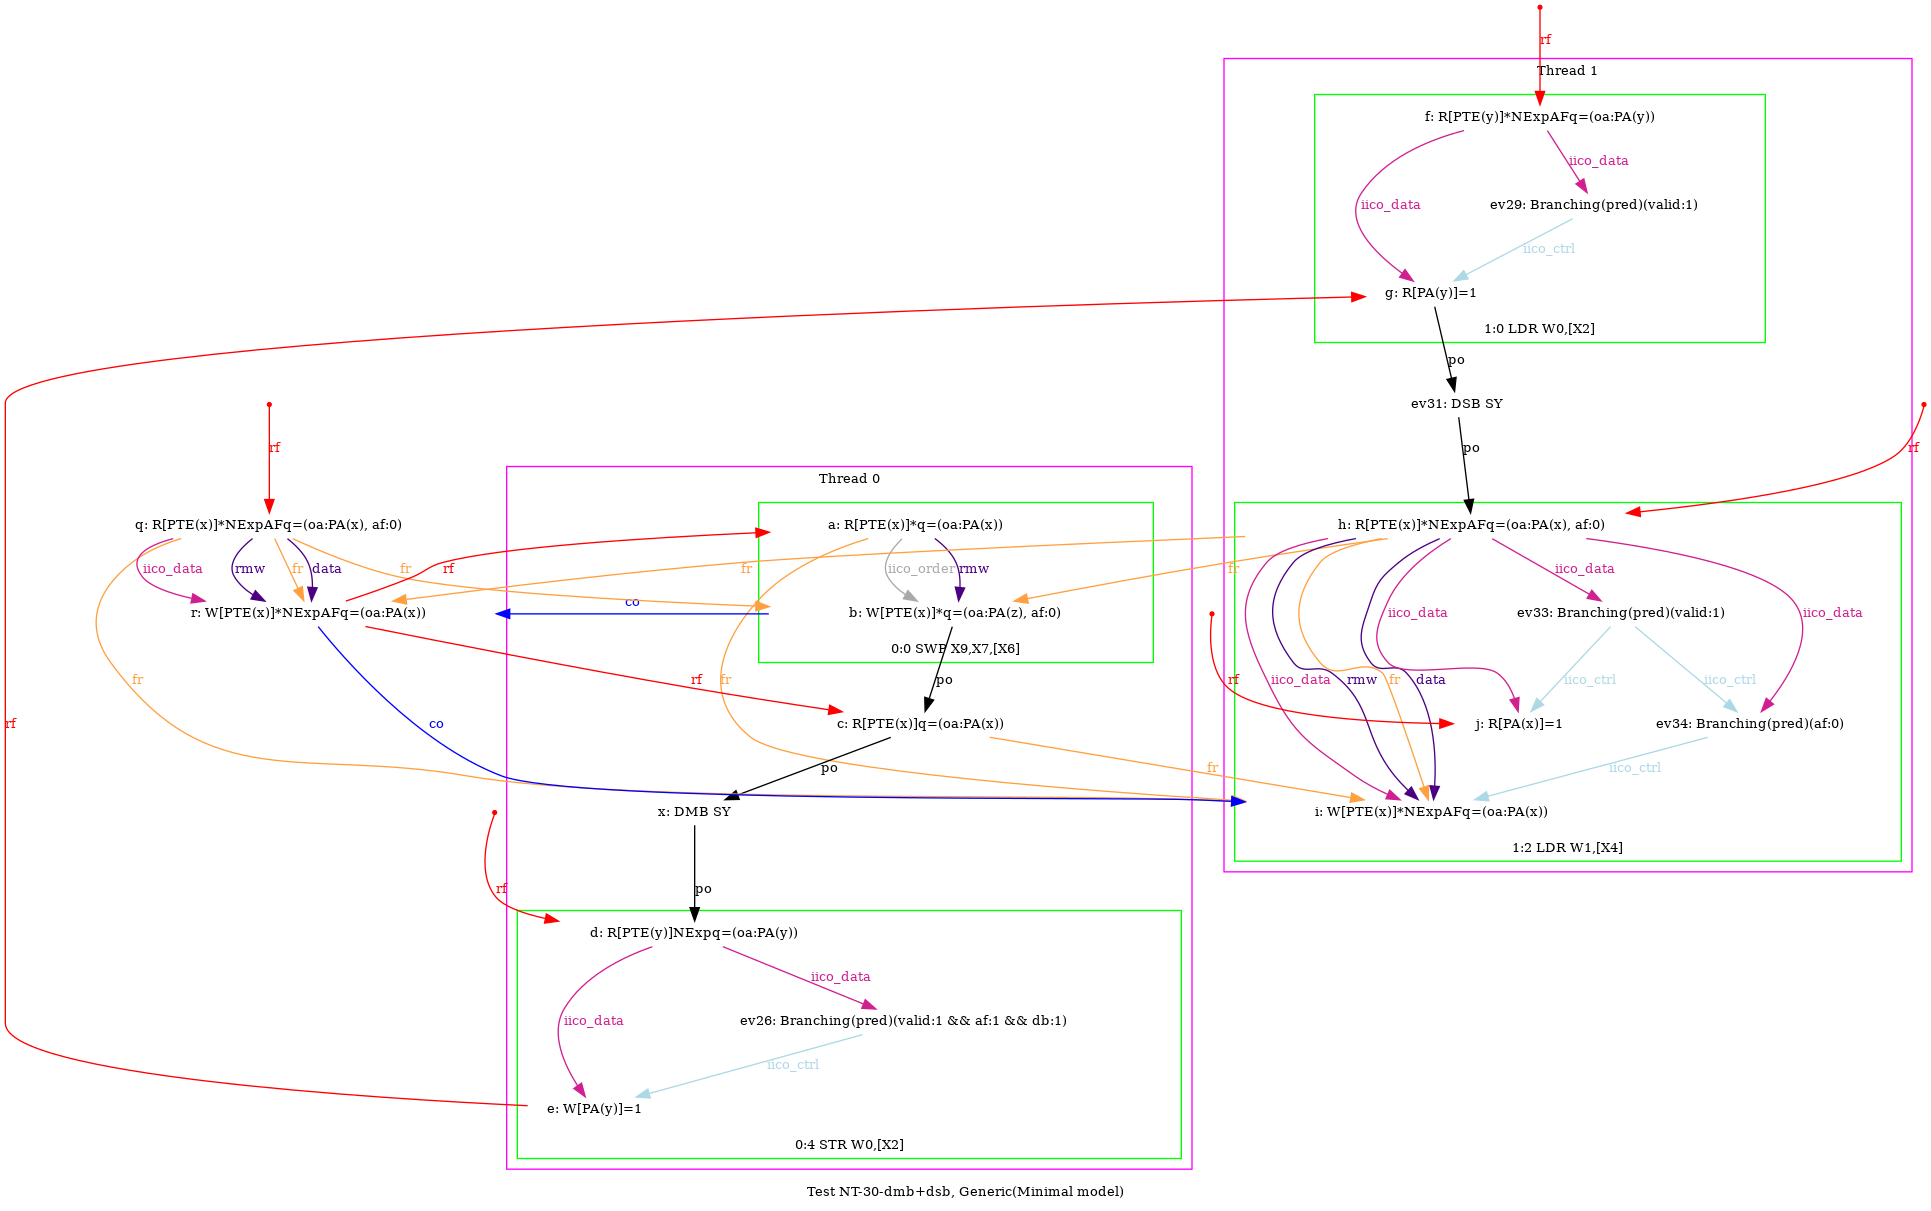 rf
Thread 1
f: R[PTE(y)]*NExpAFq=(oa:PA(y))
iico_data
iico_data
ev29: Branching(pred)(valid:1)
iico_ctrl
g: R[PA(y)]=1
1:0 LDR W0,[X2]
po
ev31: DSB SY
rf
po
rf
Thread 0
q: R[PTE(x)]*NExpAFq=(oa:PA(x), af:0)
a: R[PTE(x)]*q=(oa:PA(x))
h: R[PTE(x)]*NExpAFq=(oa:PA(x), af:0)
iico_data
rmw
fr
data
fr
rf
fr
iico_order
rmw
fr
iico_data
co
r: W[PTE(x)]*NExpAFq=(oa:PA(x))
b: W[PTE(x)]*q=(oa:PA(z), af:0)
iico_data
ev33: Branching(pred)(valid:1)
iico_data
0:0 SWP X9,X7,[X6]
fr
rf
fr
po
rf
iico_data
rmw
fr
data
iico_ctrl
iico_ctrl
rf
co
c: R[PTE(x)]q=(oa:PA(x))
j: R[PA(x)]=1
ev34: Branching(pred)(af:0)
po
fr
iico_ctrl
x: DMB SY
i: W[PTE(x)]*NExpAFq=(oa:PA(x))
1:2 LDR W1,[X4]
rf
po
d: R[PTE(y)]NExpq=(oa:PA(y))
iico_data
iico_data
ev26: Branching(pred)(valid:1 && af:1 && db:1)
iico_ctrl
e: W[PA(y)]=1
0:4 STR W0,[X2]
Test NT-30-dmb+dsb, Generic(Minimal model)